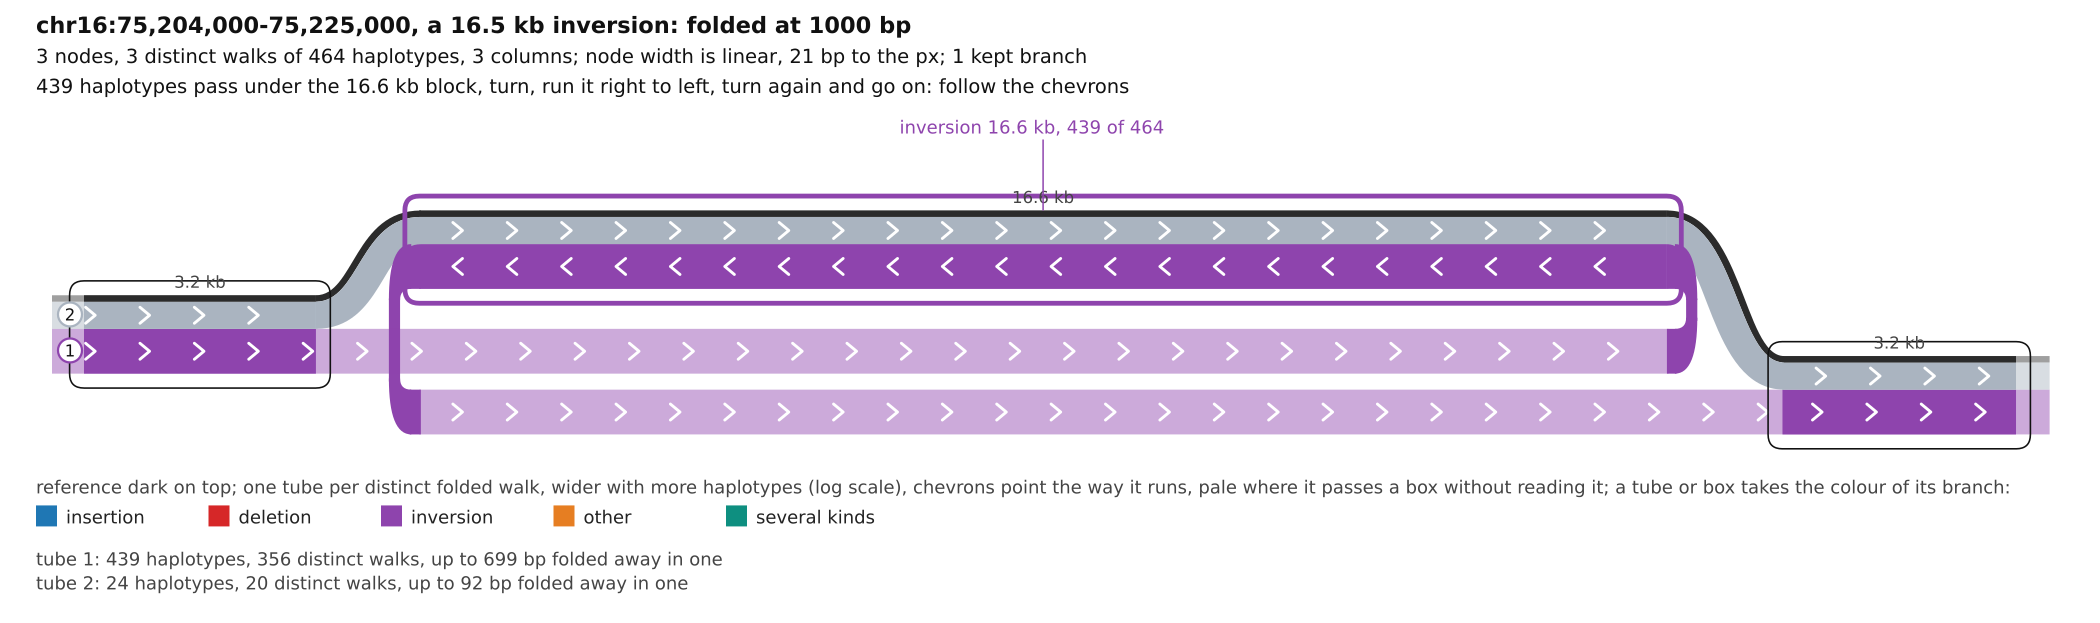 chr16:75,204,000-75,225,000, a 16.5 kb inversion: folded at 1000 bp
3 nodes, 3 distinct walks of 464 haplotypes, 3 columns; node width is linear, 21 bp to the px; 1 kept branch
439 haplotypes pass under the 16.6 kb block, turn, run it right to left, turn again and go on: follow the chevrons
inversion 16.6 kb, 439 of 464
16.6 kb
3.2 kb
2
1
3.2 kb
reference dark on top; one tube per distinct folded walk, wider with more haplotypes (log scale), chevrons point the way it runs, pale where it passes a box without reading it; a tube or box takes the colour of its branch:
insertion deletion inversion other several kinds
tube 1: 439 haplotypes, 356 distinct walks, up to 699 bp folded away in one
tube 2: 24 haplotypes, 20 distinct walks, up to 92 bp folded away in one